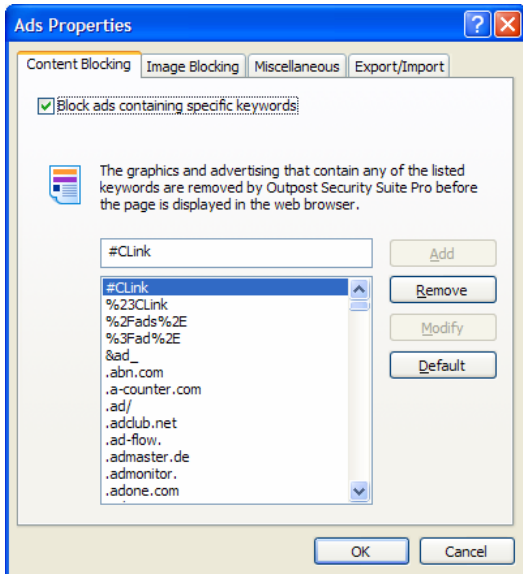 Ads Properties
Content Blocking Image Blocking Miscellaneous Export/Import
Block ads containing specific keywords
The graphics and advertising that contain any of the listed
keywords are removed by Outpost Security Suite Pro before
the page is displayed in the web browser.
#CLink
Add
#CLink
Remove
%23CLink
%2Fads%2E
%3Fad%2E
Modify
&ad_
.abn.com
Default
.a-counter.com
.ad/
.adclub.net
.ad-flow.
.admaster.de
.admonitor.
.adone.com
OK Cancel